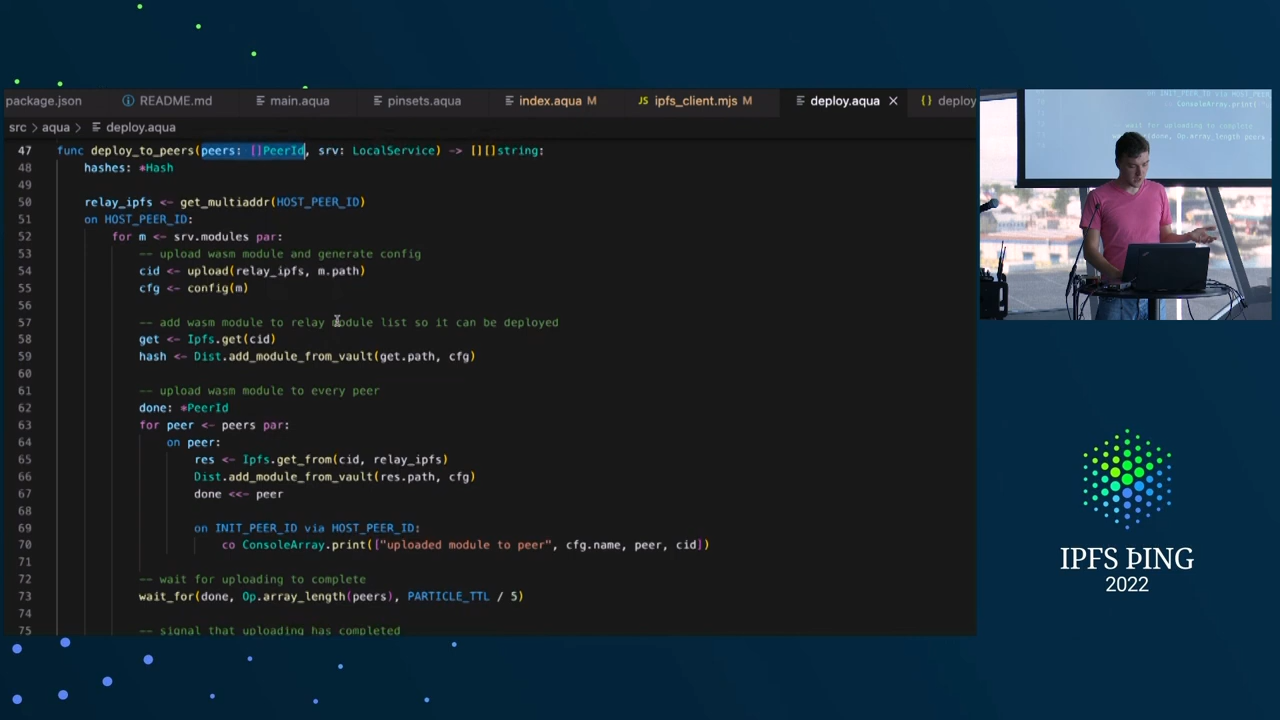 package.json README.md main.aqua pinsets.aqua index.aqua M JS ipfs_client.mjs M deploy.aqua {} deploy
src > aqua > deploy.aqua
47 func deploy_to_peers(peers: []PeerId, srv: LocalService) -> [][]string:
48 hashes: *Hash
49
50 relay_ipfs <- get_multiaddr(HOST_PEER_ID)
51 on HOST_PEER_ID:
52 for m <- srv.modules par:
53 -- upload wasm module and generate config
54 cid <- upload(relay_ipfs, m.path)
55 cfg <- config(m)
56
57 -- add wasm module to relay module list so it can be deployed
58 get <- Ipfs.get(cid)
59 hash <- Dist.add_module_from_vault(get.path, cfg)
60
61 -- upload wasm module to every peer
62 done: *PeerId
63 for peer <- peers par:
64 on peer:
65 res <- Ipfs.get_from(cid, relay_ipfs)
66 Dist.add_module_from_vault(res.path, cfg)
67 done <<- peer
68
69 on INIT_PEER_ID via HOST_PEER_ID:
70 co ConsoleArray.print(["uploaded module to peer", cfg.name, peer, cid])
71
72 -- wait for uploading to complete
73 wait_for(done, Op.array_length(peers), PARTICLE_TTL / 5)
74
75 -- signal that uploading has completed
IPFS ÞING
2022